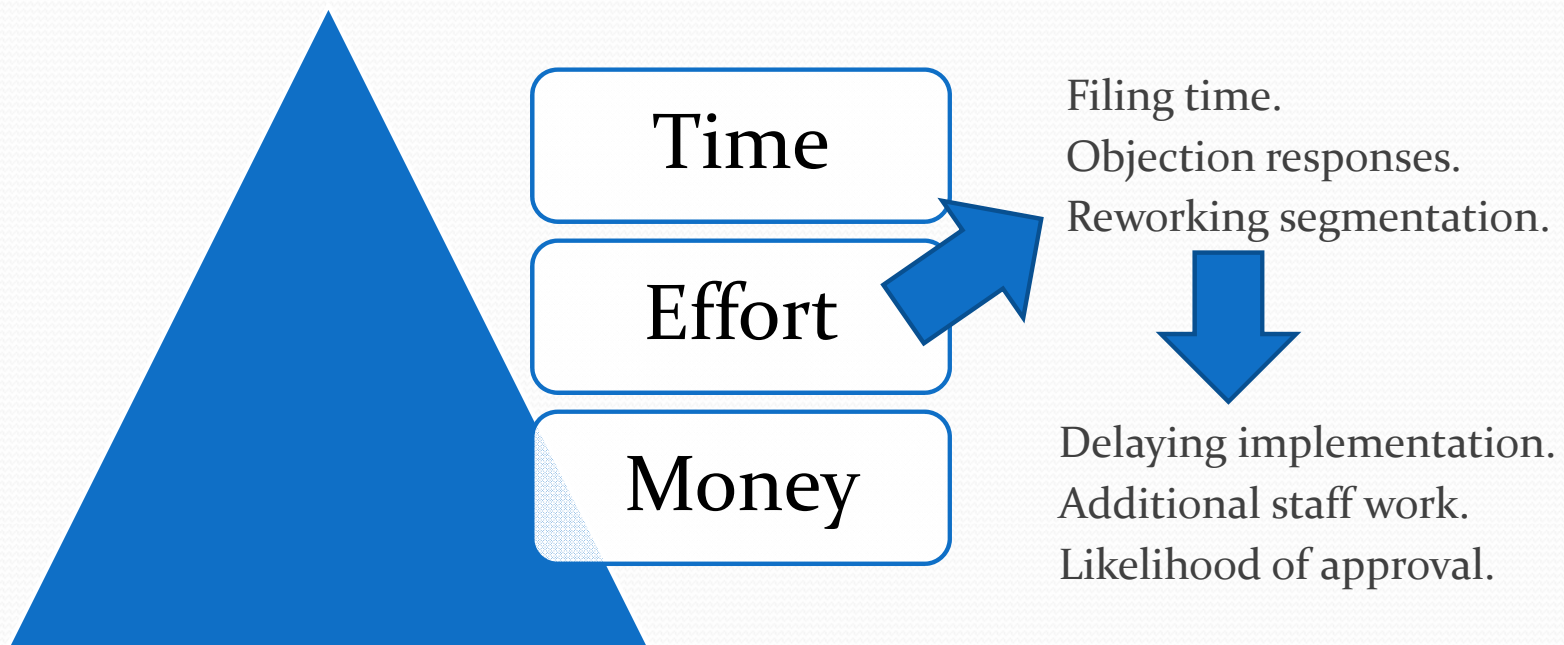 Time
Effort
Money
Filing time.
Objection responses.
Reworking segmentation.
Delaying implementation.
Additional staff work.
Likelihood of approval.